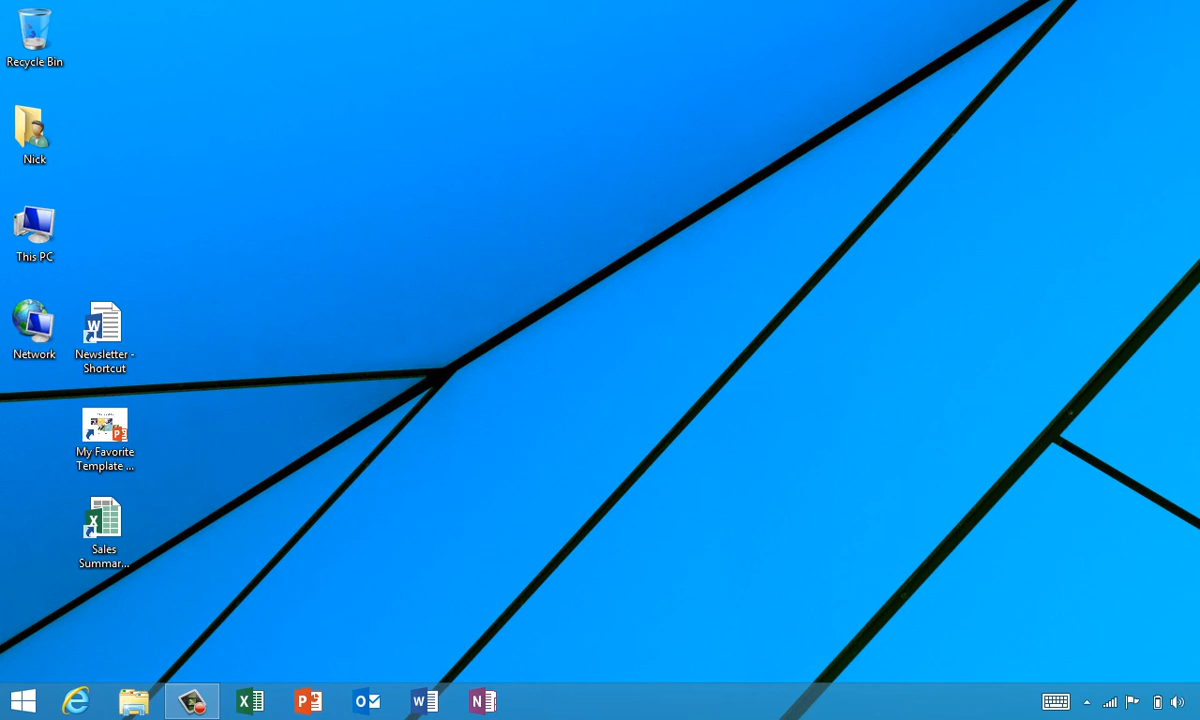 Recycle Bin
Nick
This PC
Network
Newsletter -
Shortcut
My Favorite
Template ...
Sales
Summar...